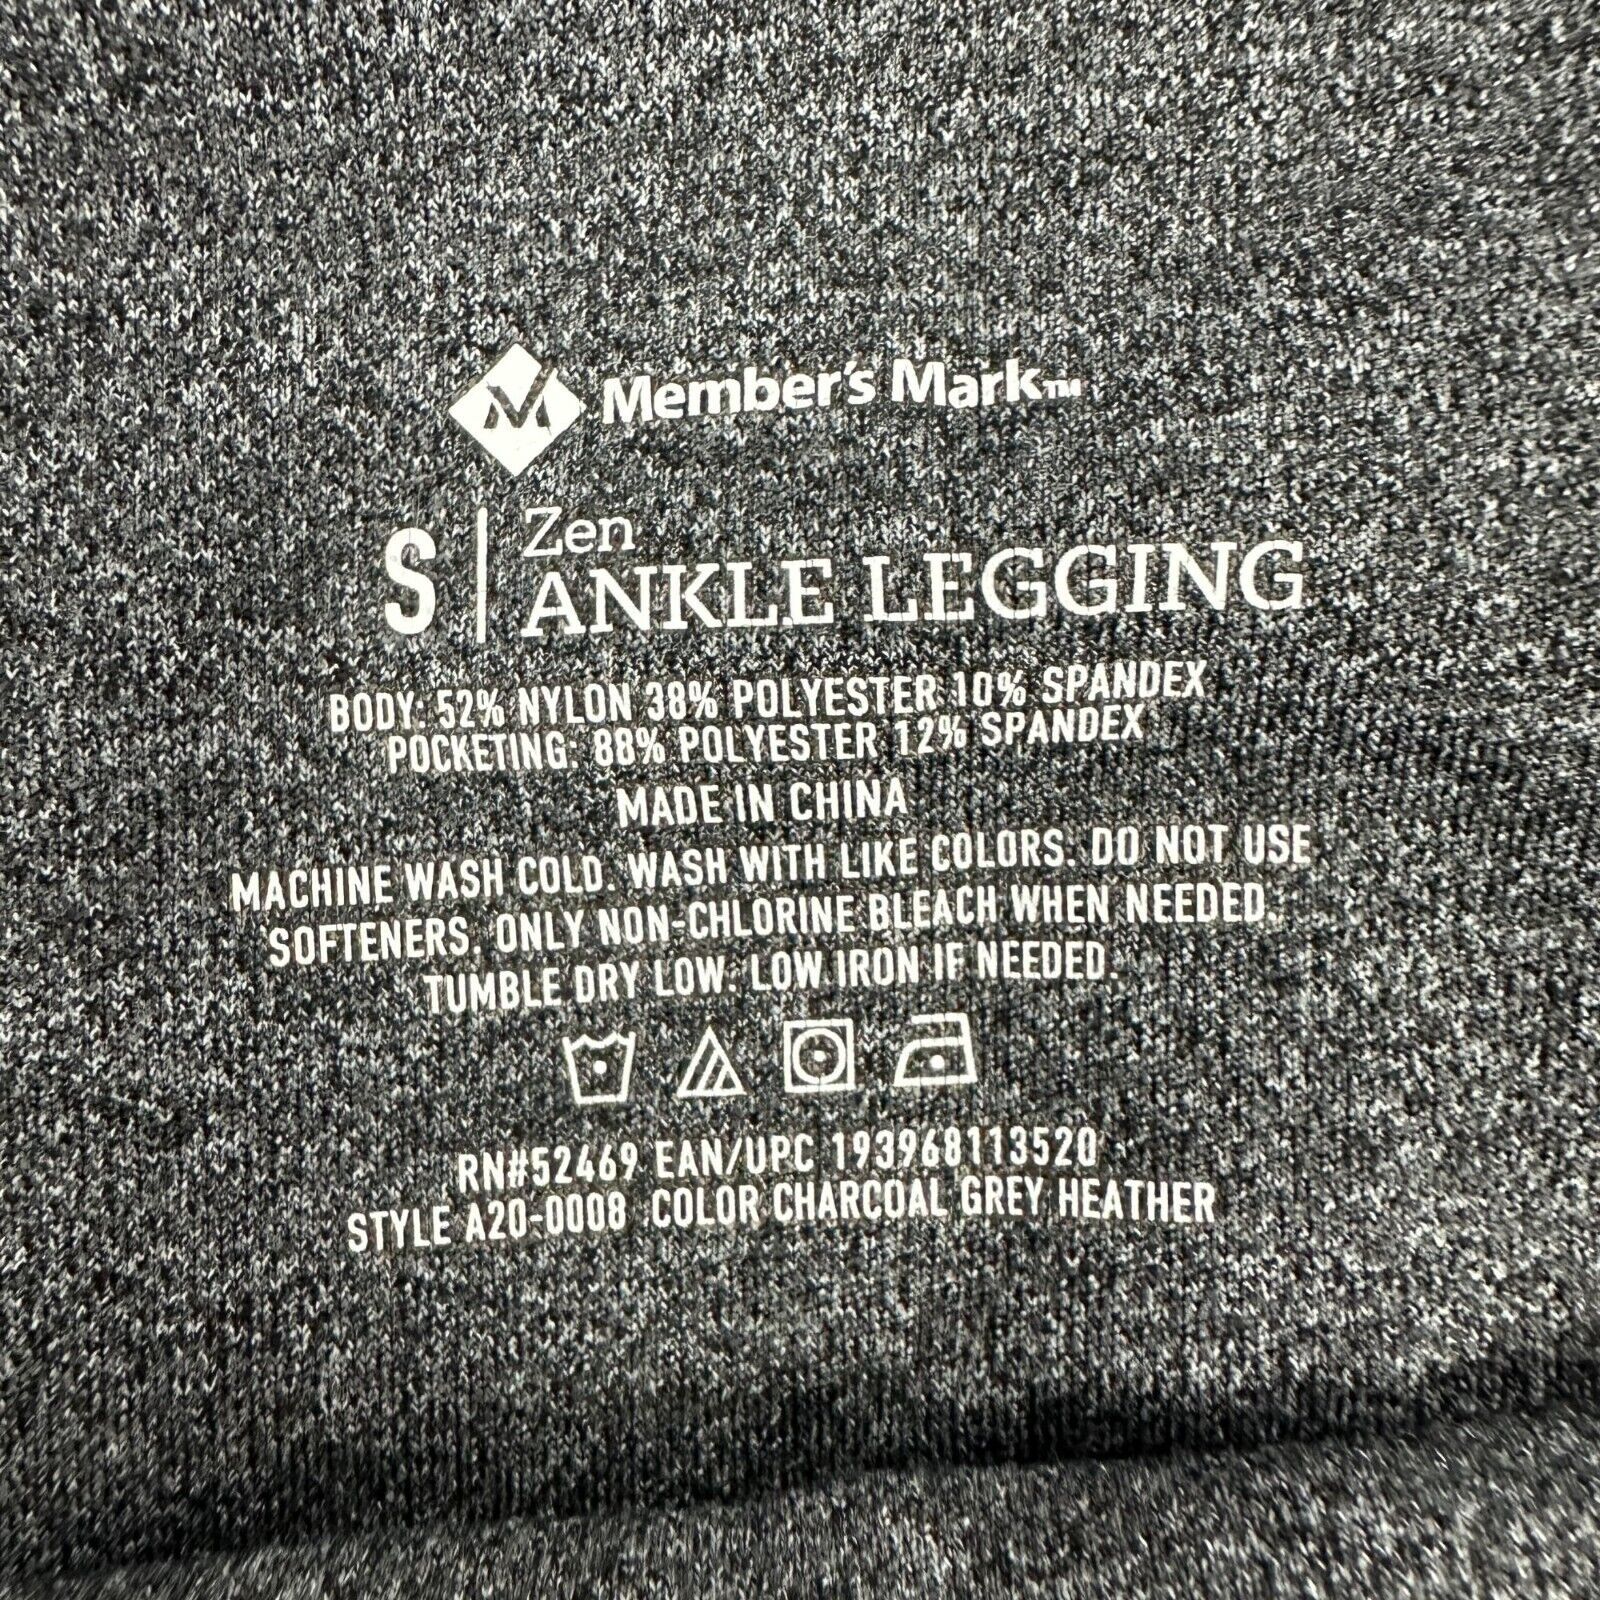 M Member's Mark™
S | Zen
ANKLE LEGGING
BODY: 52% NYLON 38% POLYESTER 10% SPANDEX
POCKETING: 88% POLYESTER 12% SPANDEX
MADE IN CHINA
MACHINE WASH COLD. WASH WITH LIKE COLORS. DO NOT USE
SOFTENERS. ONLY NON-CHLORINE BLEACH WHEN NEEDED.
TUMBLE DRY LOW. LOW IRON IF NEEDED.
RN#52469 EAN/UPC 193968113520
STYLE A20-0008 COLOR CHARCOAL GREY HEATHER